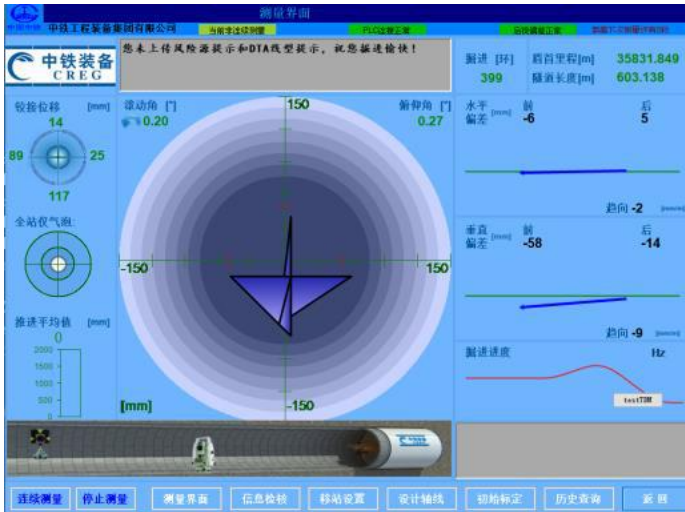 测量界面
中铁工程装备集团有限公司
当前非连续测量
PLC连接正常
中铁装备
CREG
您未上传风险源提示和DTA线型提示，祝您掘进愉快！
掘进 [环]
399
盾首里程[m] 35831.849
隧道长度[m] 603.138
铰接位移 [mm]
14
89 25
117
滚动角 [°]
0.20
俯仰角 [°]
0.27
150
-150 150
-150
[mm]
水平偏差 [mm]
前 后
-6 5
趋向 -2
垂直偏差 [mm]
前 后
-58 -14
趋向 -9
全站仪气泡:
推进平均值 [mm]
0
2000
1500
1000
500
0
掘进速度 Hz
testTBM
连续测量 停止测量 测量界面 信息检核 移站设置 设计轴线 初始标定 历史查询 返 回